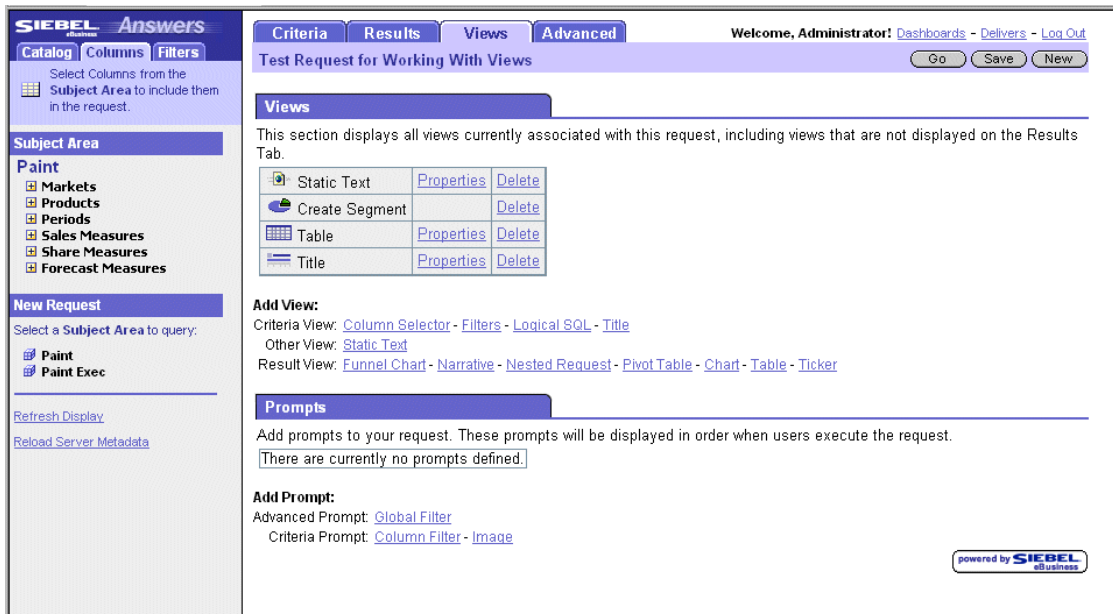 SIEBEL Answers
eBusiness
Catalog Columns Filters
Select Columns from the
Subject Area to include them
in the request.
Subject Area
Paint
Markets
Products
Periods
Sales Measures
Share Measures
Forecast Measures
New Request
Select a Subject Area to query:
Paint
Paint Exec
Refresh Display
Reload Server Metadata
Criteria Results Views Advanced
Welcome, Administrator! Dashboards - Delivers - Log Out
Test Request for Working With Views
Go Save New
Views
This section displays all views currently associated with this request, including views that are not displayed on the Results
Tab.
Static Text Properties Delete
Create Segment Delete
Table Properties Delete
Title Properties Delete
Add View:
Criteria View: Column Selector - Filters - Logical SQL - Title
Other View: Static Text
Result View: Funnel Chart - Narrative - Nested Request - Pivot Table - Chart - Table - Ticker
Prompts
Add prompts to your request. These prompts will be displayed in order when users execute the request.
There are currently no prompts defined.
Add Prompt:
Advanced Prompt: Global Filter
Criteria Prompt: Column Filter - Image
powered by SIEBEL
eBusiness